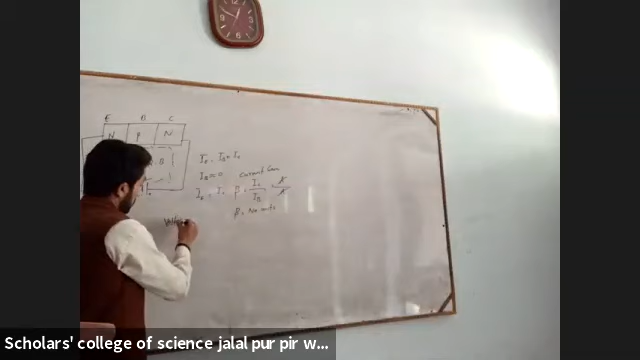 E B C
N P N
I_E = I_B + I_C
I_B ≈ 0 current Gain
I_E = I_C β = I_C / I_B A / A
β = No units
Scholars' college of science jalal pur pir w...